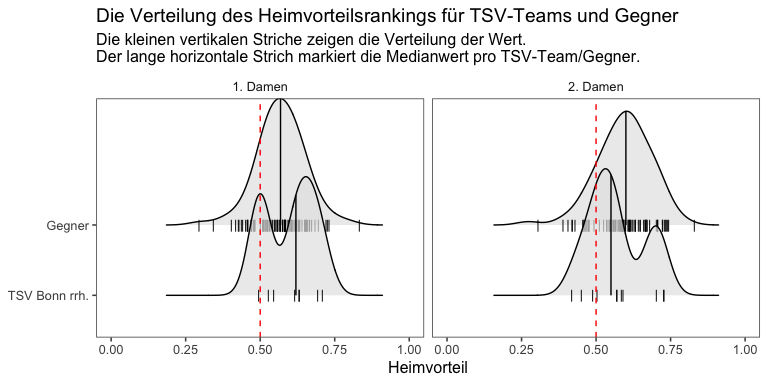 Die Verteilung des Heimvorteilsrankings für TSV-Teams und Gegner
Die kleinen vertikalen Striche zeigen die Verteilung der Wert.
Der lange horizontale Strich markiert die Medianwert pro TSV-Team/Gegner.
1. Damen
2. Damen
Gegner
TSV Bonn rrh.
0.00 0.25 0.50 0.75 1.00
0.00 0.25 0.50 0.75 1.00
Heimvorteil